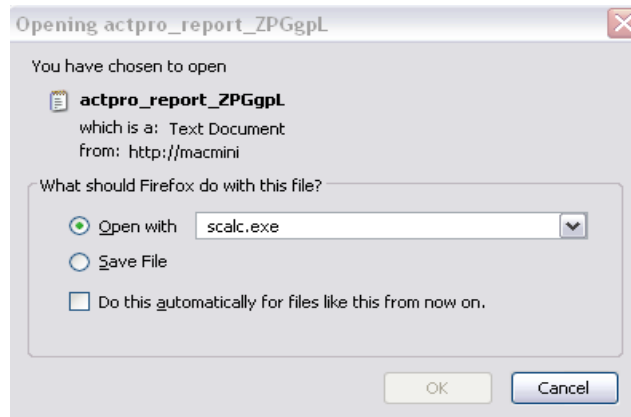 Opening actpro_report_ZPGgpL
You have chosen to open
actpro_report_ZPGgpL
which is a: Text Document
from: http://macmini
What should Firefox do with this file?
Open with scalc.exe
Save File
Do this automatically for files like this from now on.
OK Cancel